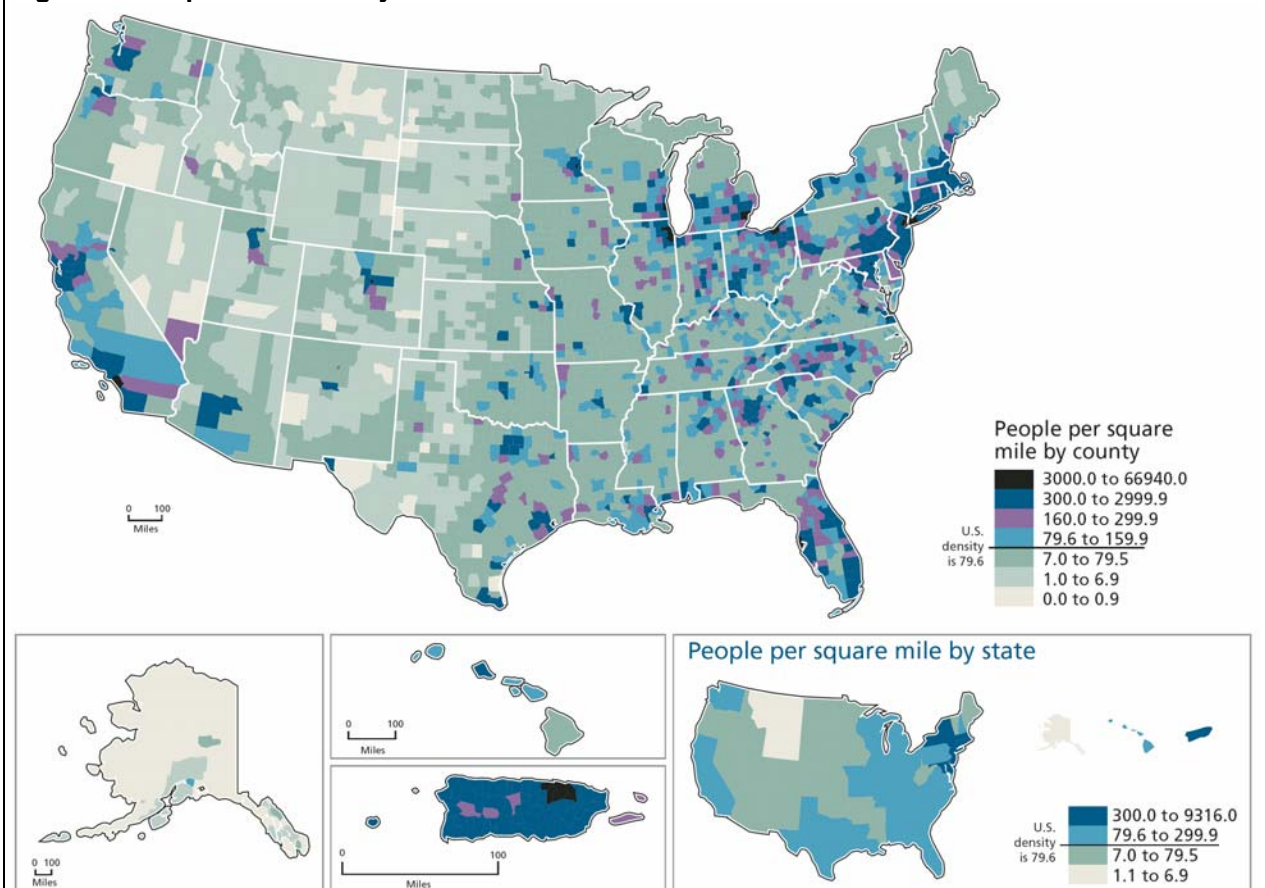 People per square
mile by county
3000.0 to 66940.0
300.0 to 2999.9
160.0 to 299.9
79.6 to 159.9
7.0 to 79.5
1.0 to 6.9
0.0 to 0.9
U.S.
density
is 79.6
0 100
Miles
0 100
Miles
0 100
Miles
0 100
Miles
People per square mile by state
300.0 to 9316.0
79.6 to 299.9
7.0 to 79.5
1.1 to 6.9
U.S.
density
is 79.6